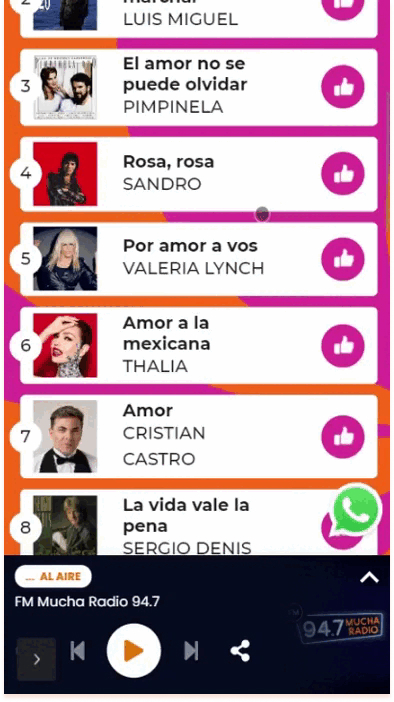 2
LUIS MIGUEL
3
El amor no se
puede olvidar
PIMPINELA
4
Rosa, rosa
SANDRO
5
Por amor a vos
VALERIA LYNCH
6
Amor a la
mexicana
THALIA
7
Amor
CRISTIAN
CASTRO
8
La vida vale la
pena
SERGIO DENIS
... AL AIRE
FM Mucha Radio 94.7
94.7 MUCHA
RADIO